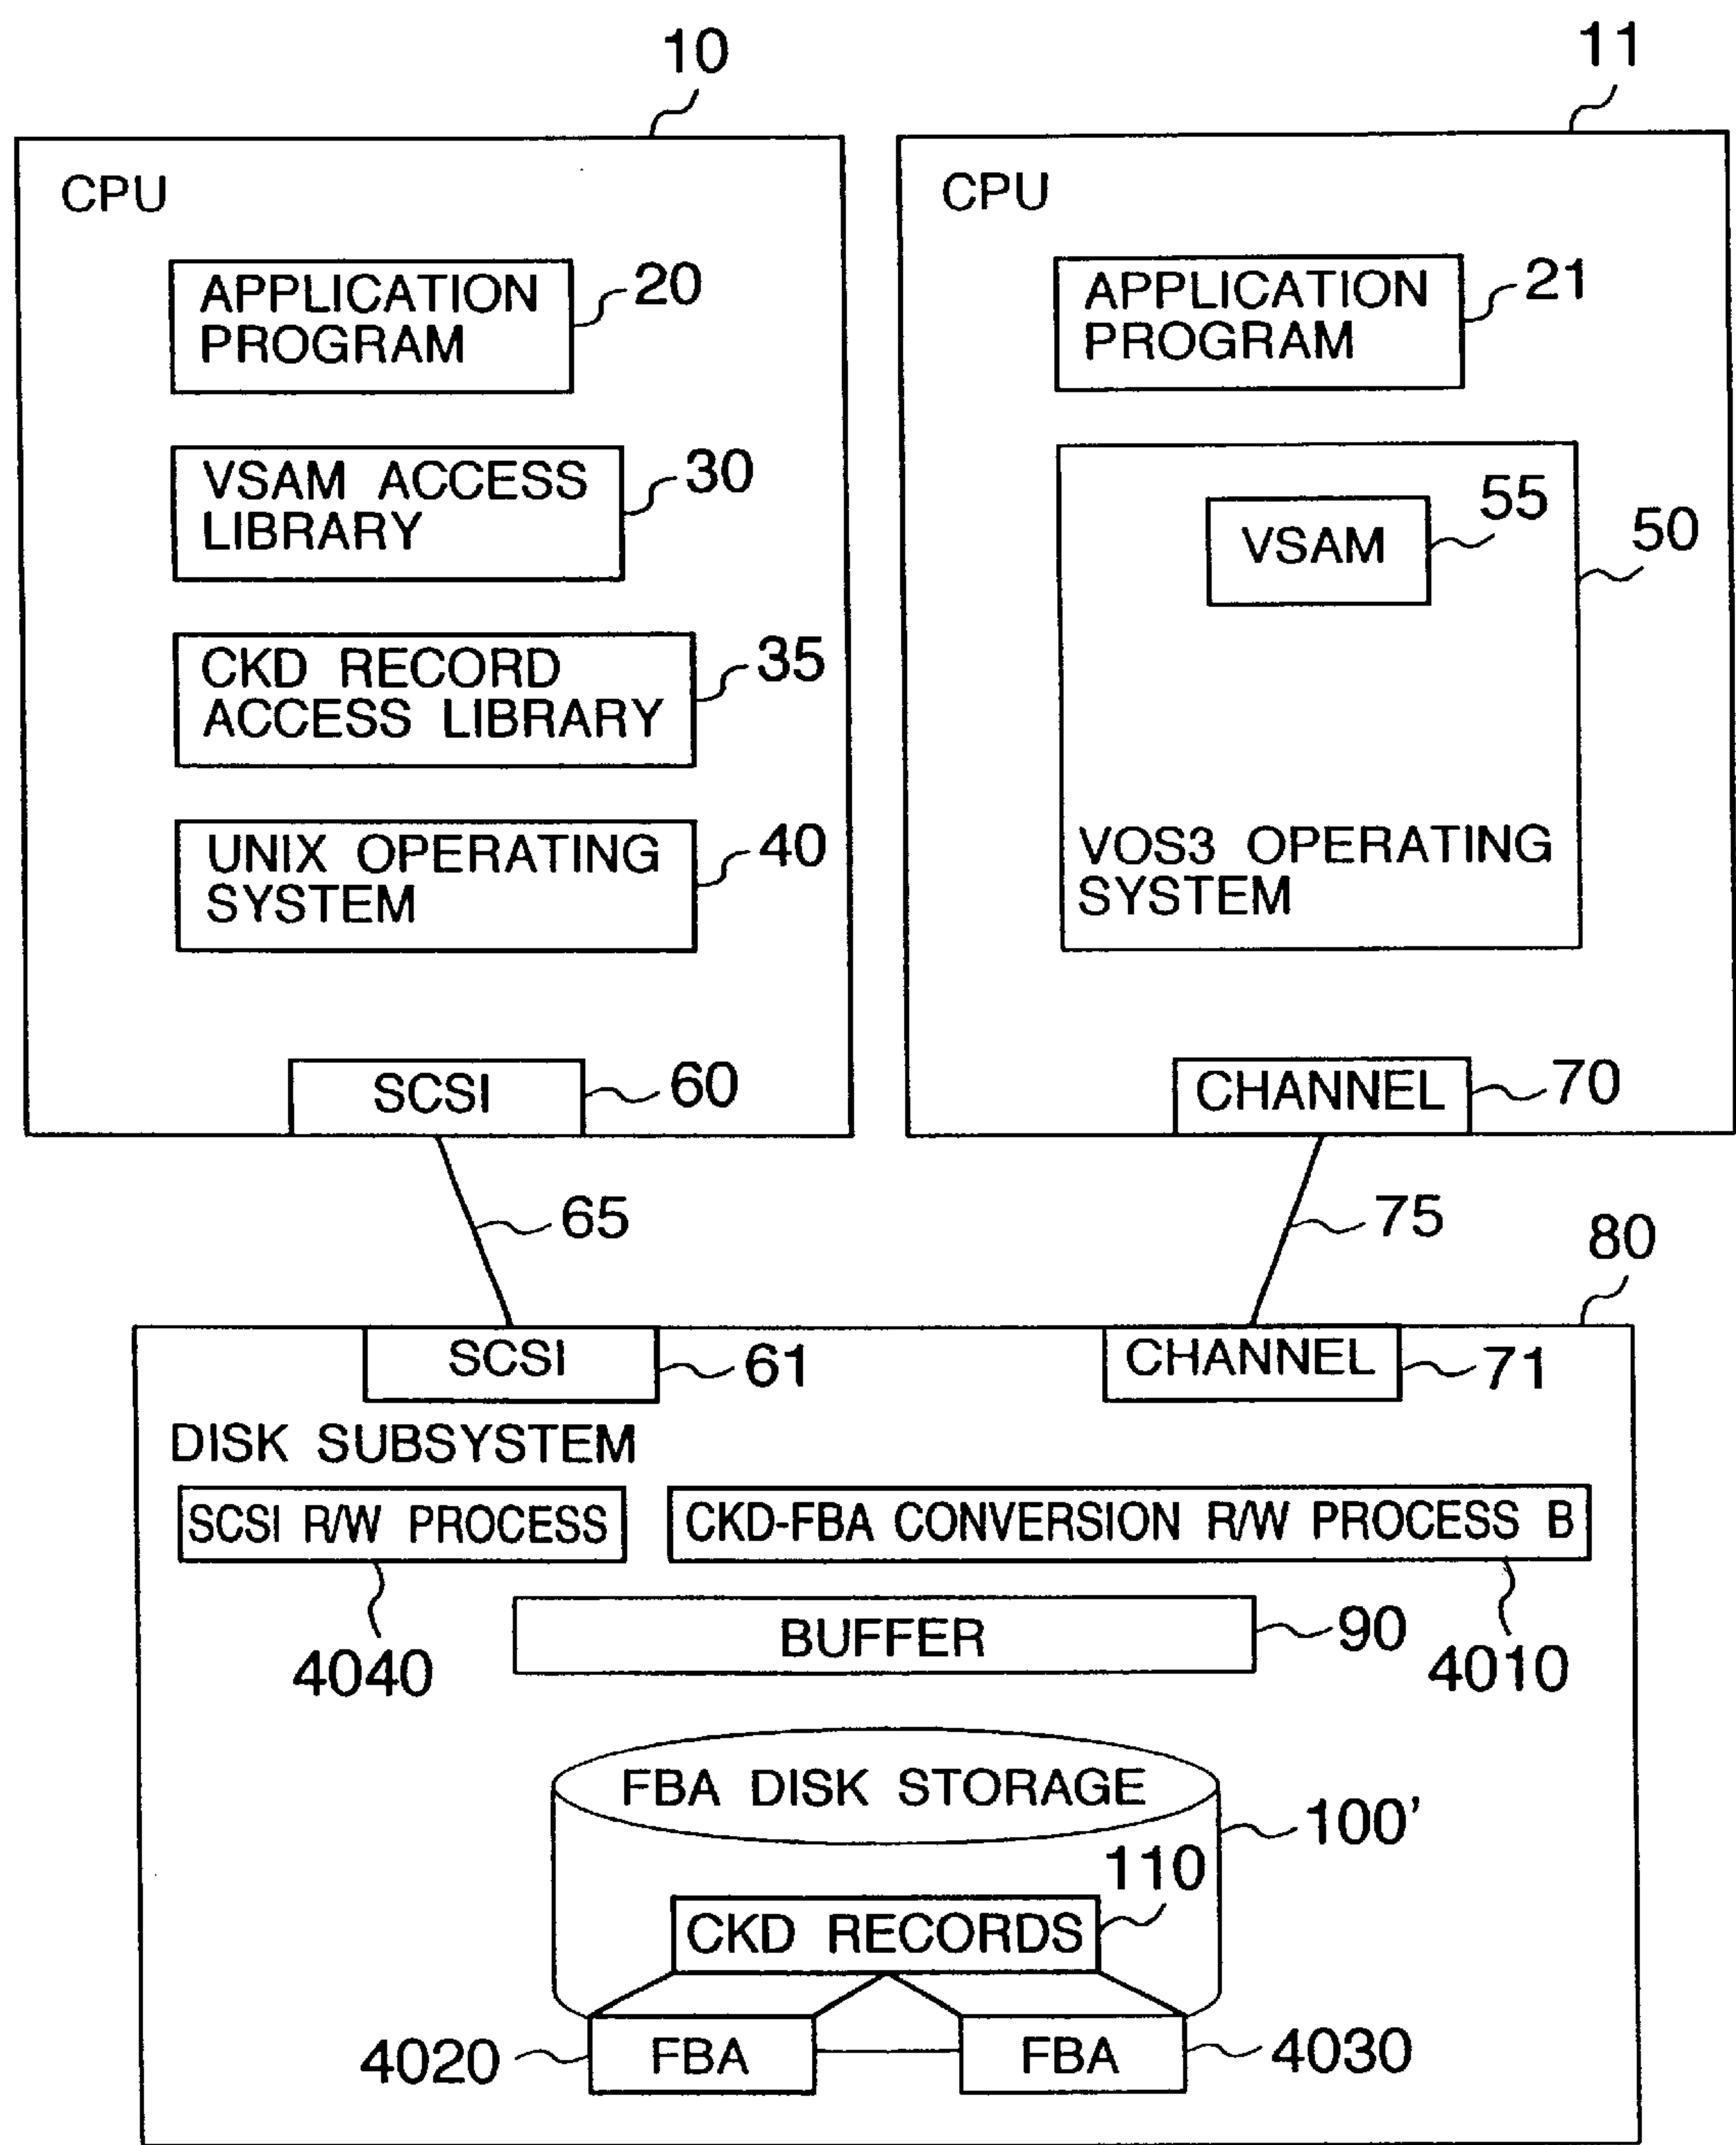 10
11
CPU
CPU
APPLICATION
PROGRAM
20
APPLICATION
PROGRAM
21
VSAM ACCESS
LIBRARY
30
VSAM
55
50
CKD RECORD
ACCESS LIBRARY
35
UNIX OPERATING
SYSTEM
40
VOS3 OPERATING
SYSTEM
SCSI
60
CHANNEL
70
65
75
80
SCSI
61
CHANNEL
71
DISK SUBSYSTEM
SCSI R/W PROCESS
CKD-FBA CONVERSION R/W PROCESS B
4040
BUFFER
90
4010
FBA DISK STORAGE
100'
110
CKD RECORDS
4020
FBA
FBA
4030